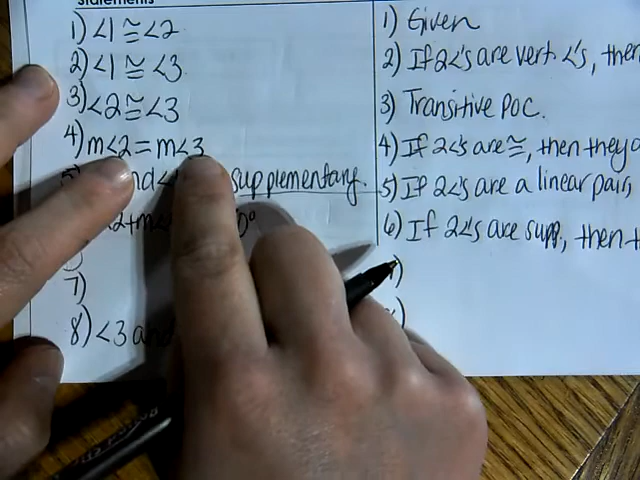 Statements
1) <1 ≅ <2
1) Given
2) <1 ≅ <3
2) If 2<'s are vert. <'s, then
3) <2 ≅ <3
3) Transitive POC.
4) m<2 = m<3
4) If 2<'s are ≅, then they a
supplementary.
5) If 2<'s are a linear pair,
2+m<
0°
6) If 2<'s are supp, then t
7)
8) <3 and